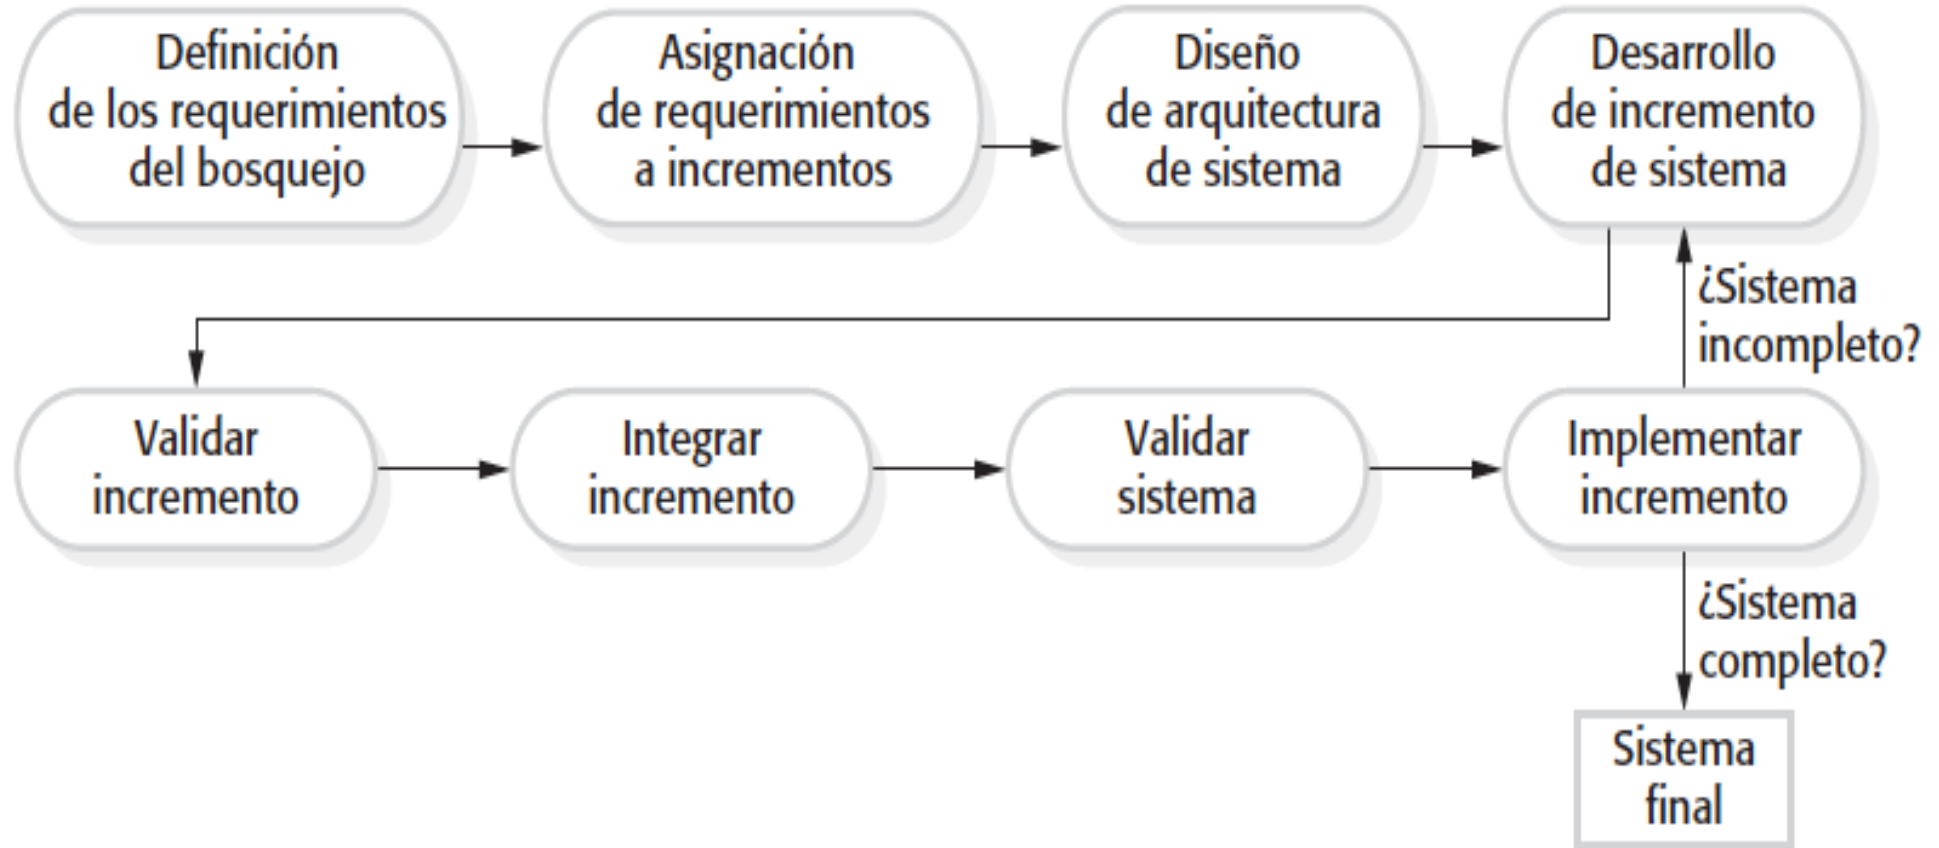 Definición
de los requerimientos
del bosquejo
Asignación
de requerimientos
a incrementos
Diseño
de arquitectura
de sistema
Desarrollo
de incremento
de sistema
¿Sistema
incompleto?
Validar
incremento
Integrar
incremento
Validar
sistema
Implementar
incremento
¿Sistema
completo?
Sistema
final